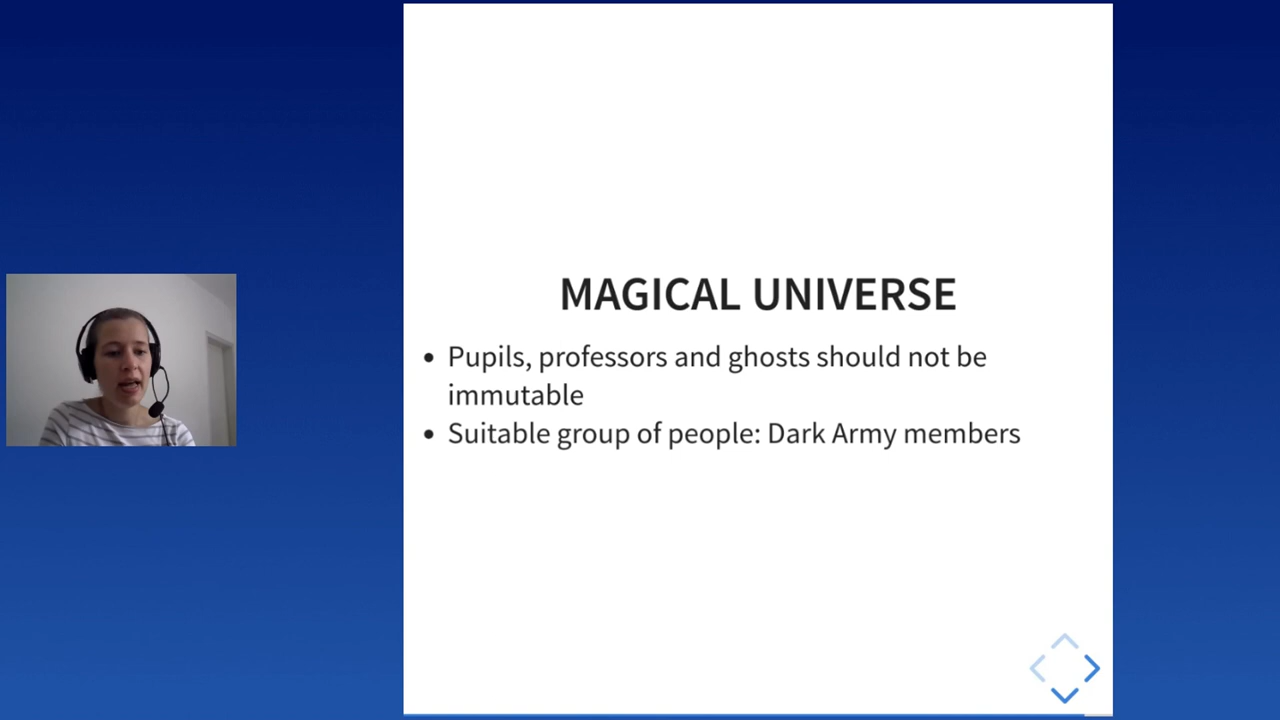 MAGICAL UNIVERSE
• Pupils, professors and ghosts should not be
immutable
• Suitable group of people: Dark Army members